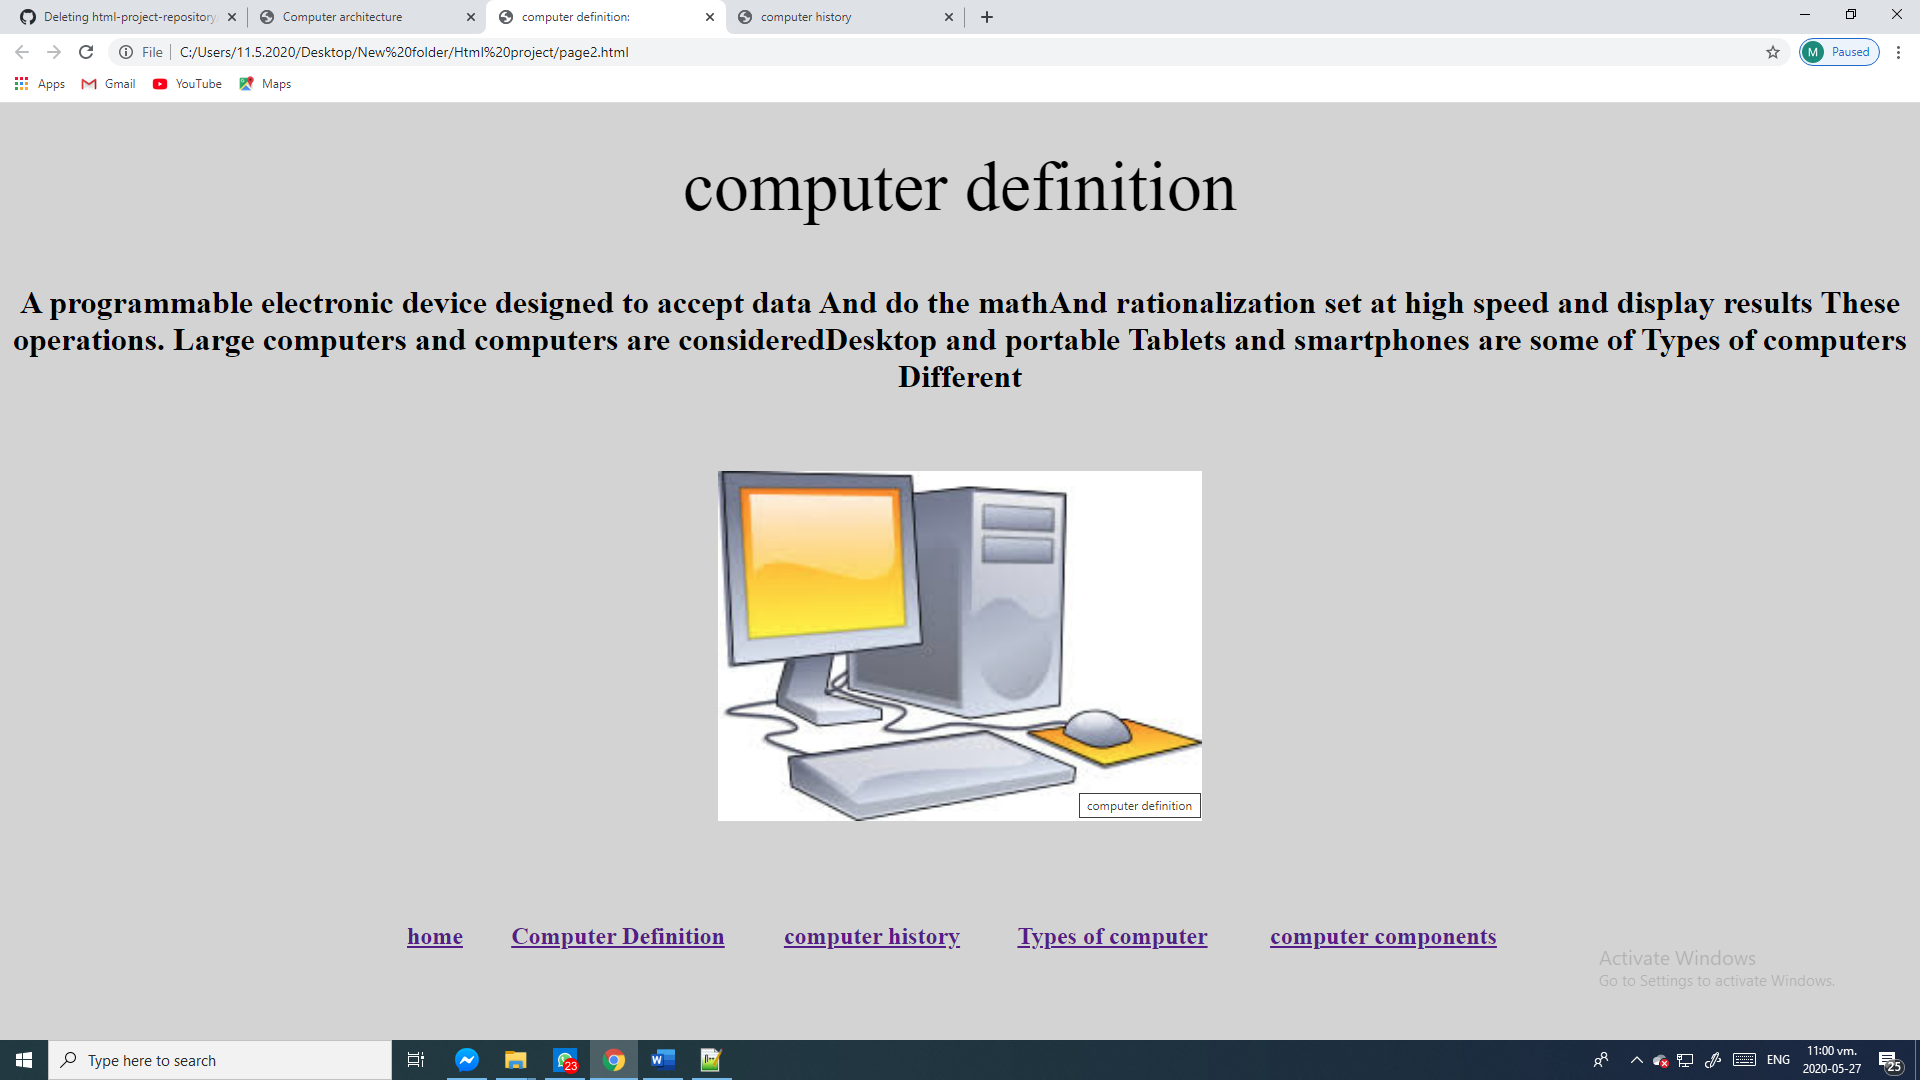 Deleting html-project-repository
Computer architecture
computer definition:
computer history
File
C:/Users/11.5.2020/Desktop/New%20folder/Html%20project/page2.html
M
Paused
Apps
Gmail
YouTube
Maps
computer definition
A programmable electronic device designed to accept data And do the mathAnd rationalization set at high speed and display results These
operations. Large computers and computers are consideredDesktop and portable Tablets and smartphones are some of Types of computers
Different
computer definition
home Computer Definition computer history Types of computer computer components
Activate Windows
Go to Settings to activate Windows.
Type here to search
23
ENG
11:00 vm.
2020-05-27
25